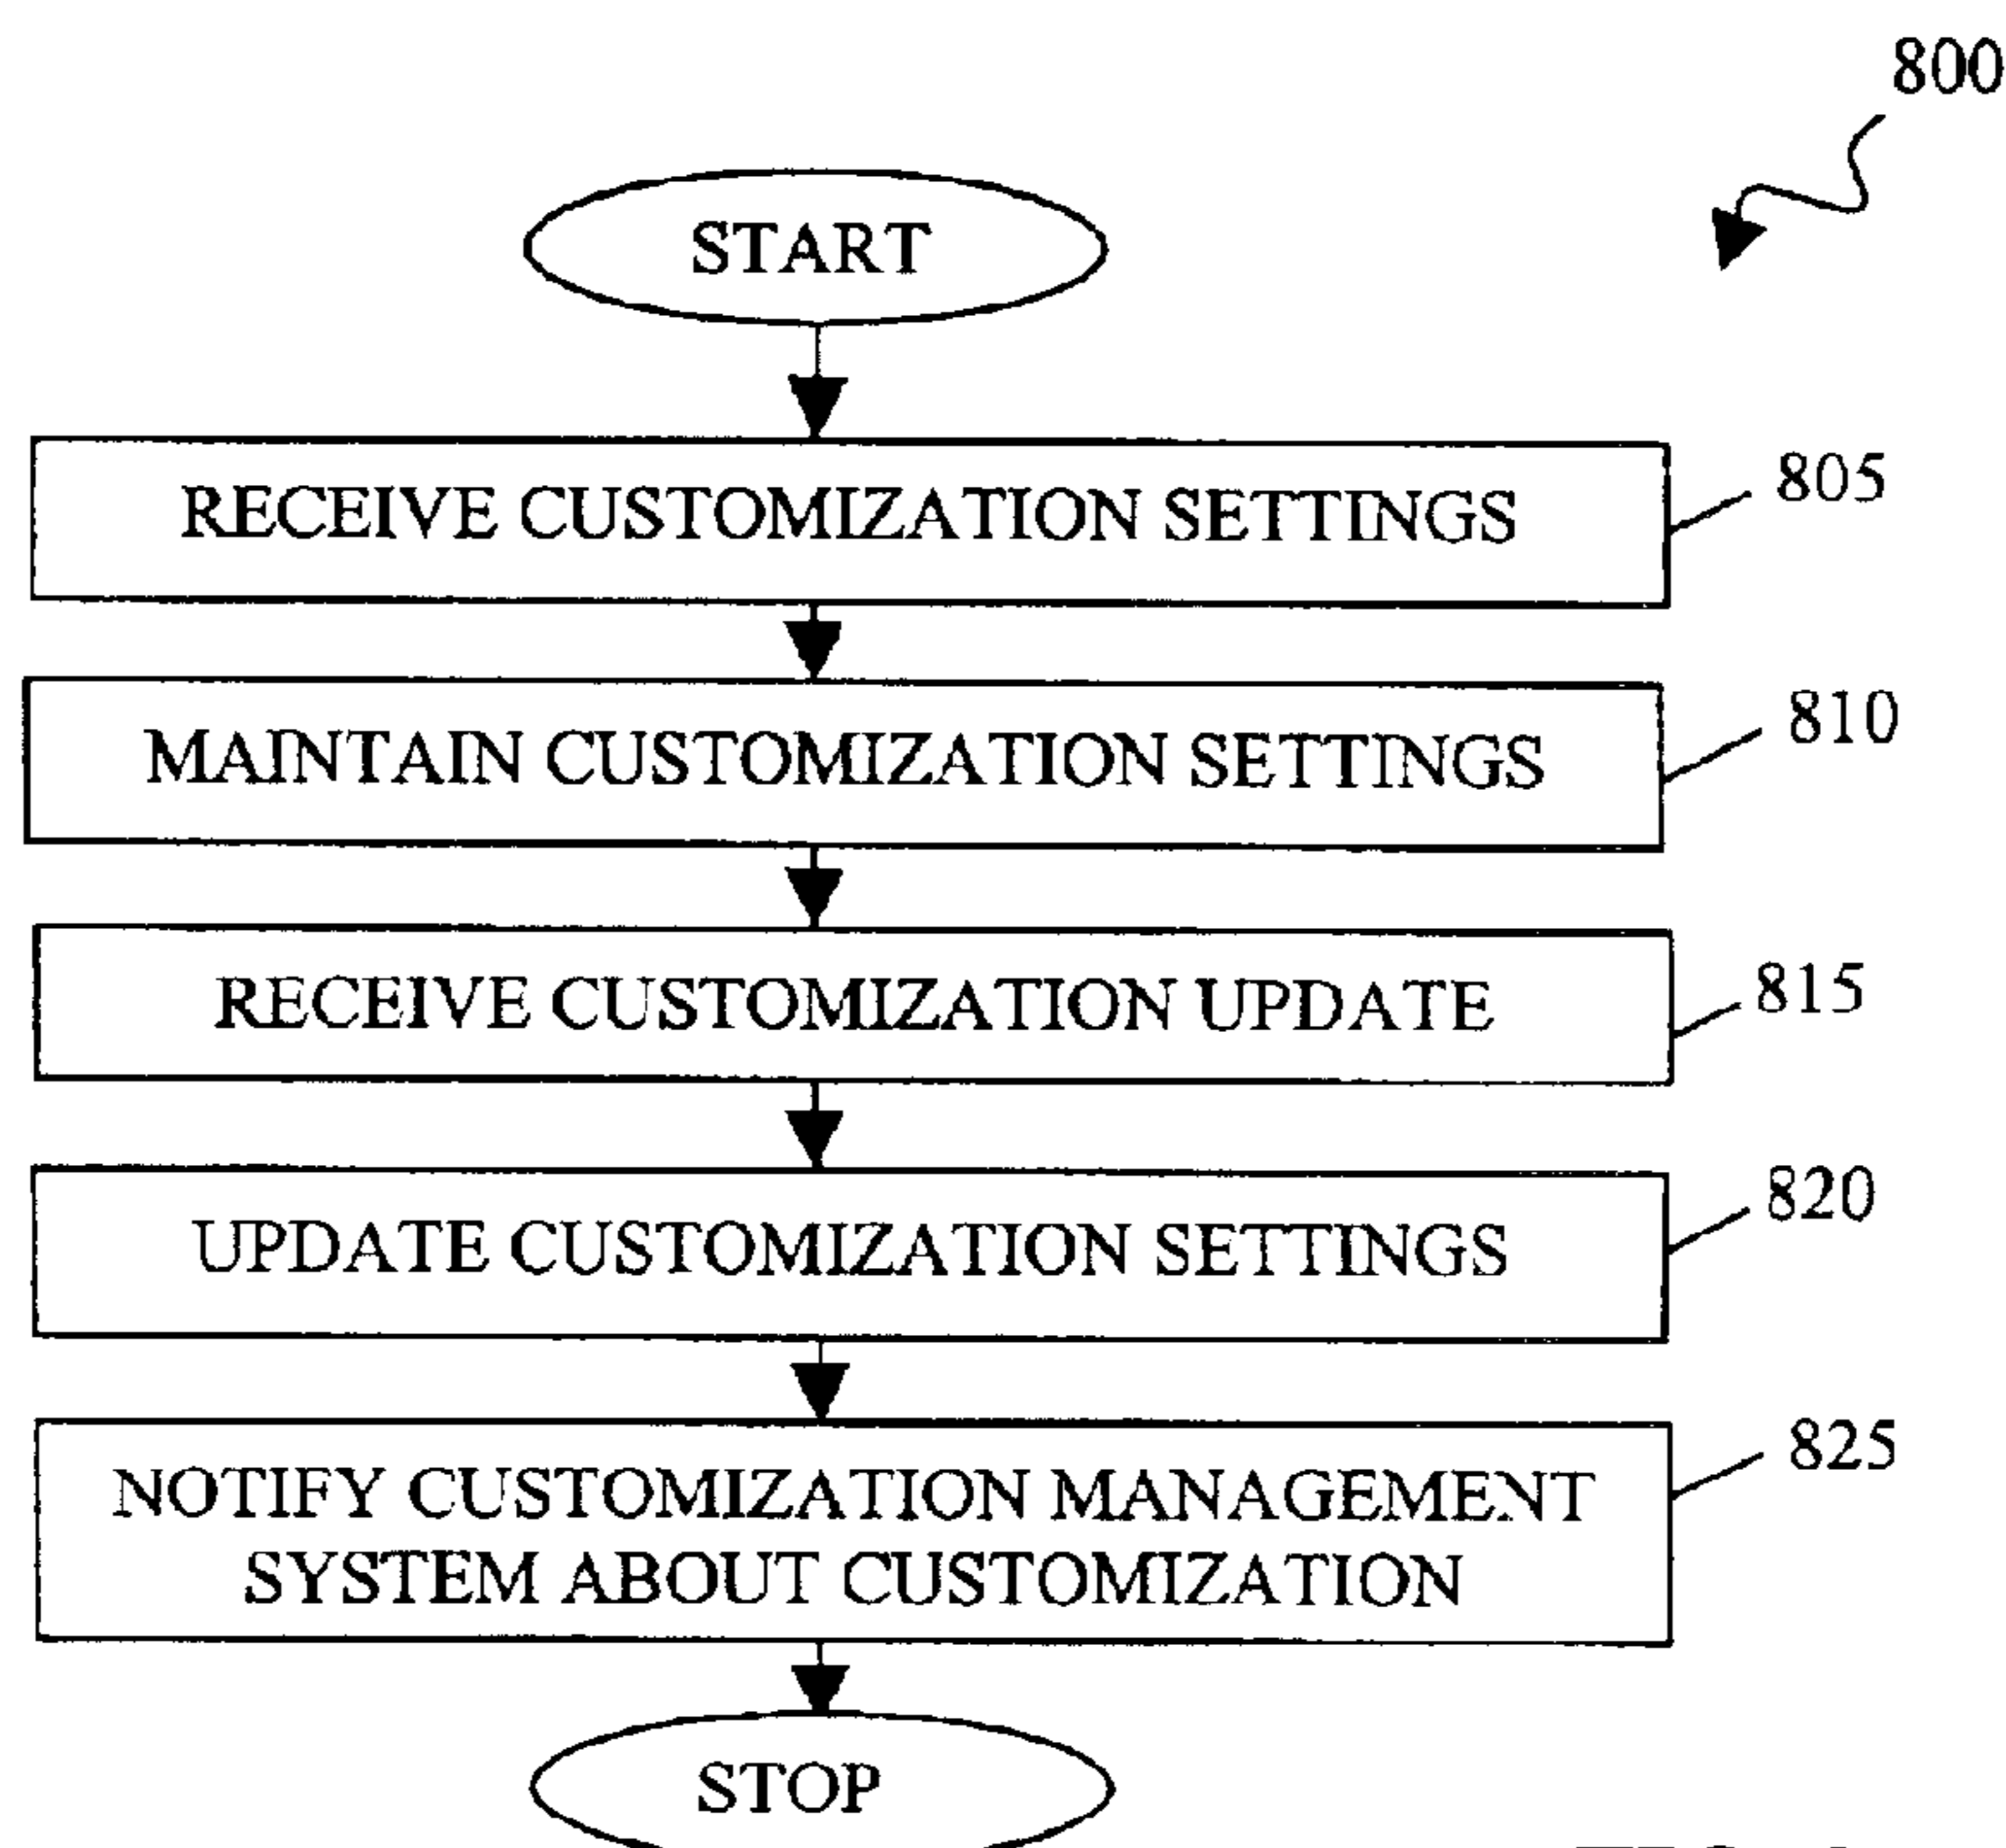 800
START
RECEIVE CUSTOMIZATION SETTINGS
805
MAINTAIN CUSTOMIZATION SETTINGS
810
RECEIVE CUSTOMIZATION UPDATE
815
UPDATE CUSTOMIZATION SETTINGS
820
NOTIFY CUSTOMIZATION MANAGEMENT
SYSTEM ABOUT CUSTOMIZATION
825
STOP